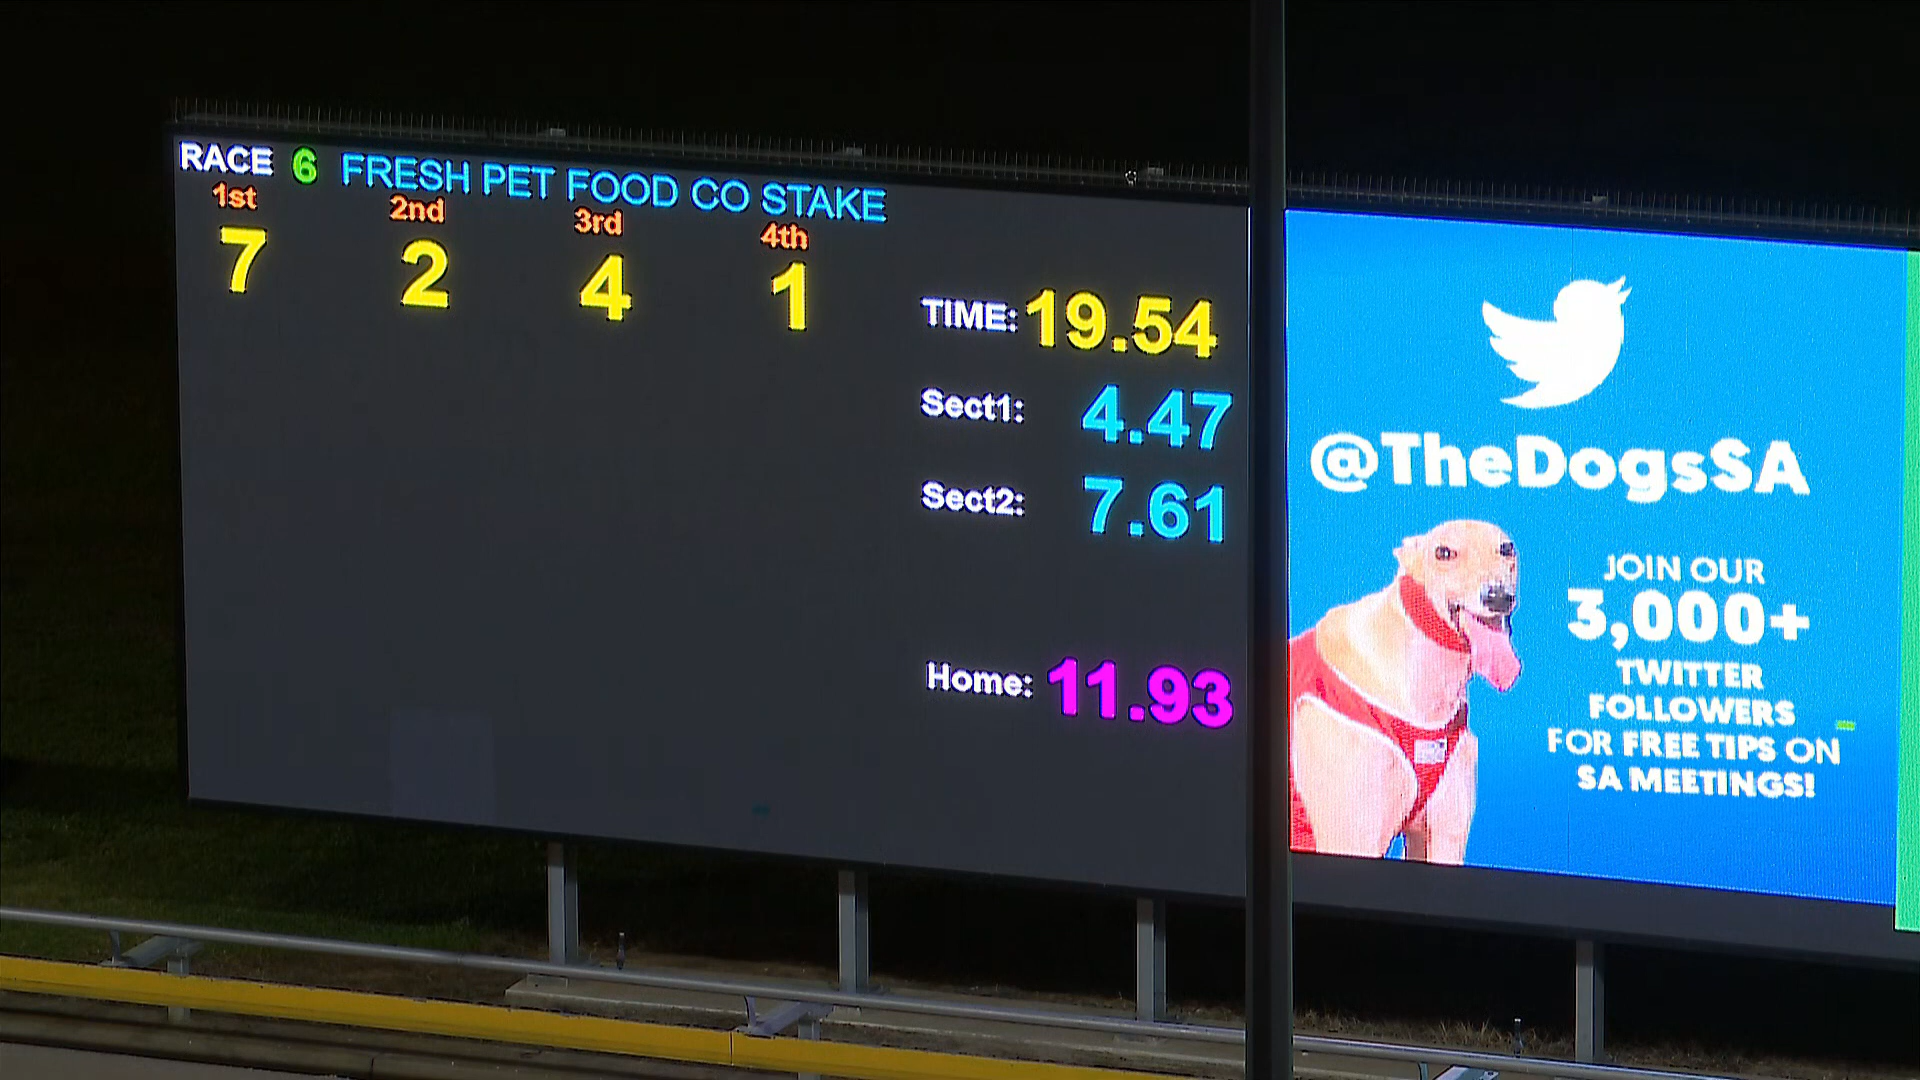 RACE 6 FRESH PET FOOD CO STAKE
1st 2nd 3rd 4th
7 2 4 1
TIME: 19.54
Sect1: 4.47
Sect2: 7.61
Home: 11.93
@TheDogsSA
JOIN OUR
3,000+
TWITTER
FOLLOWERS
FOR FREE TIPS ON
SA MEETINGS!